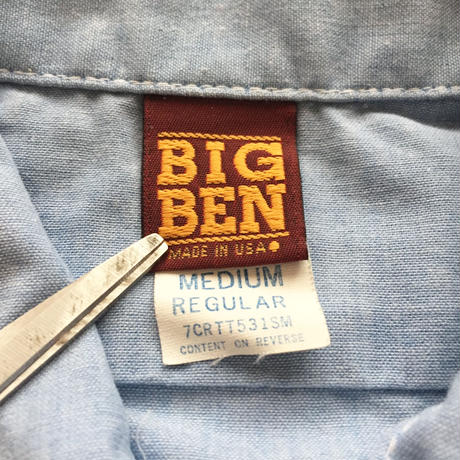 BIG
BEN
MADE IN USA
MEDIUM
REGULAR
7CRTT531SM
CONTENT ON REVERSE